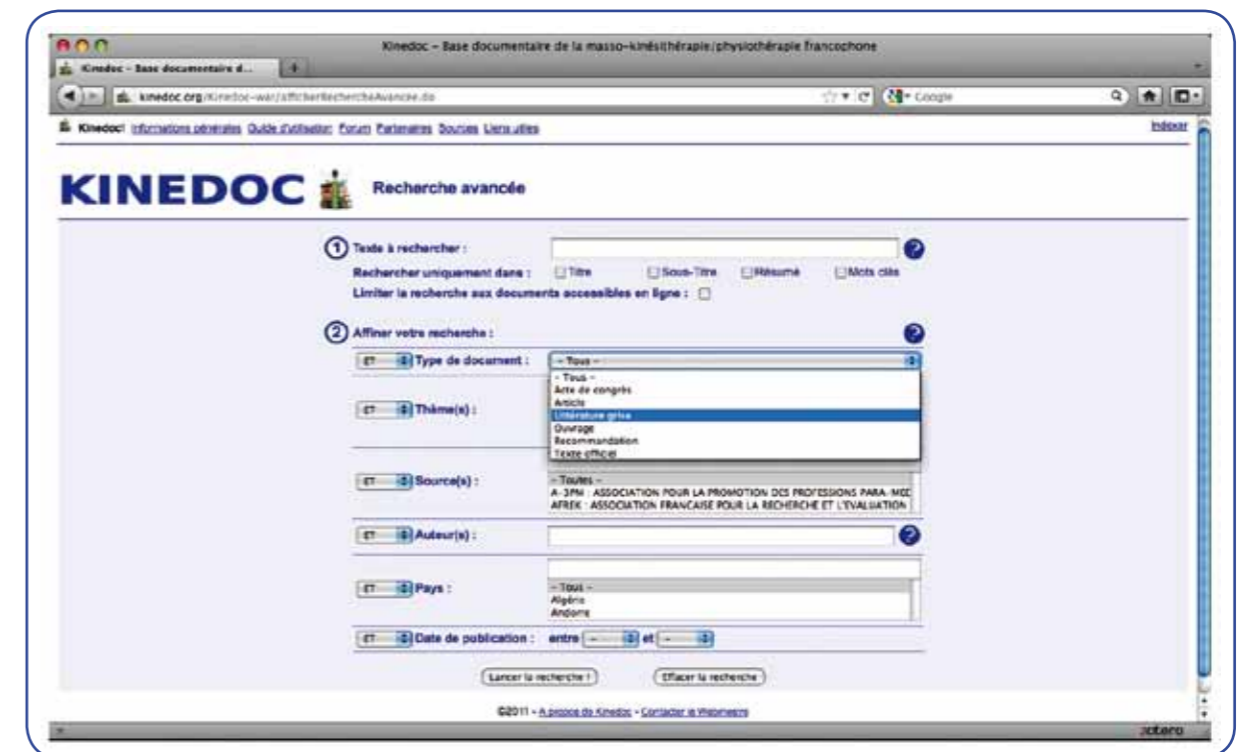 Kinedoc – Base documentaire de la masso-kinésithérapie/physiothérapie francophone
Kinedoc – Base documentaire d...
kinedoc.org/Kinedoc-war/afficherRechercheAvancee.do
Google
Kinedoc! Informations générales Guide d'utilisation Forum Partenaires Sources Liens utiles
Indexer
KINEDOC Recherche avancée
1 Texte à rechercher : ?
Rechercher uniquement dans : Titre Sous-Titre Résumé Mots clés
Limiter la recherche aux documents accessibles en ligne :
2 Affiner votre recherche : ?
ET Type de document : - Tous -
- Tous -
Acte de congrès
Article
Littérature grise
Ouvrage
Recommandation
Texte officiel
ET Thème(s) :
ET Source(s) :
- Toutes -
A-3PM : ASSOCIATION POUR LA PROMOTION DES PROFESSIONS PARA-MED
AFREK : ASSOCIATION FRANCAISE POUR LA RECHERCHE ET L'EVALUATION
ET Auteur(s) : ?
ET Pays :
- Tous -
Algérie
Andorre
ET Date de publication : entre - et -
Lancer la recherche ! Effacer la recherche
©2011 - A propos de Kinedoc - Contacter le Webmestre
zotero